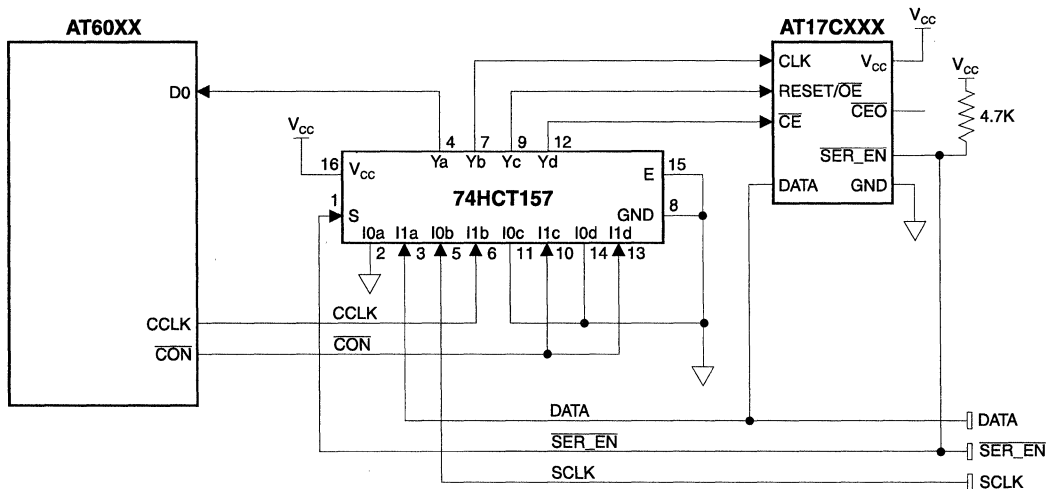 AT60XX
AT17CXXX
VCC
CLK
VCC
VCC
D0
RESET/OE
CEO
4.7K
CE
VCC
4
7
9
12
16
VCC
Ya
Yb
Yc
Yd
E
15
SER_EN
74HCT157
DATA
GND
1
S
GND
8
I0a
I1a
I0b
I1b
I0c
I1c
I0d
I1d
2
3
5
6
11
10
14
13
CCLK
CCLK
CON
CON
DATA
DATA
SER_EN
SER_EN
SCLK
SCLK